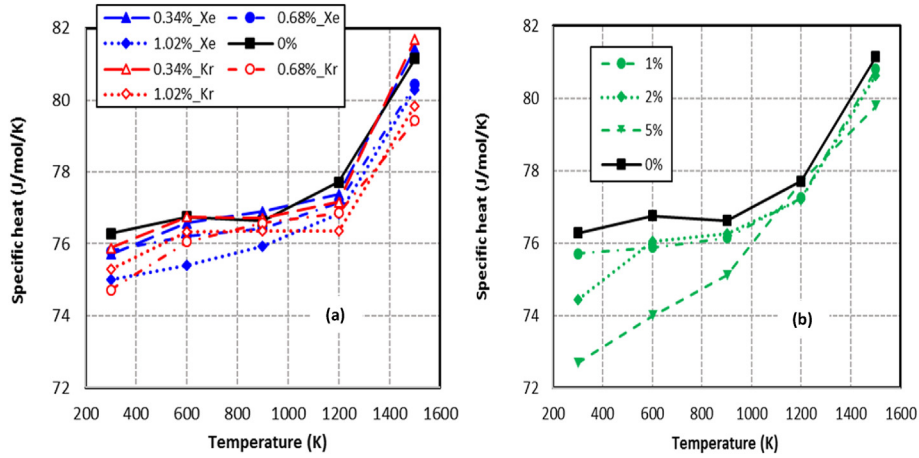 0.34%_Xe 0.68%_Xe
1.02%_Xe 0%
0.34%_Kr 0.68%_Kr
1.02%_Kr
82
80
78
76
74
72
Specific heat (J/mol/K)
(a)
200 400 600 800 1000 1200 1400 1600
Temperature (K)
1%
2%
5%
0%
82
80
78
76
74
72
Specific heat (J/mol/K)
(b)
200 400 600 800 1000 1200 1400 1600
Temperature (K)